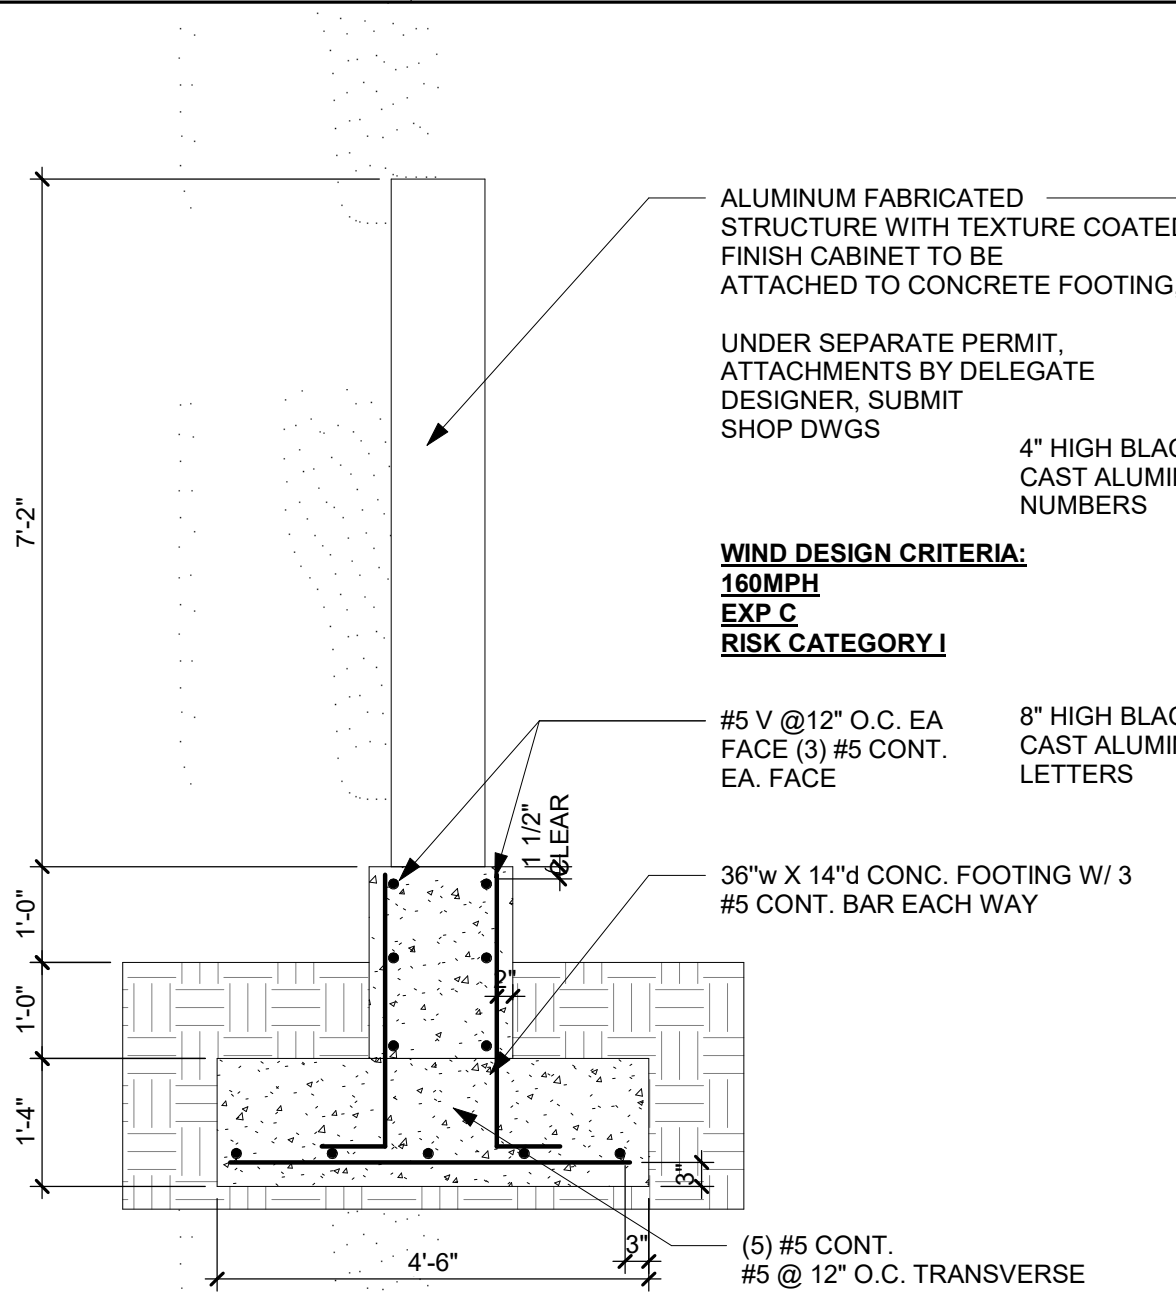 ALUMINUM FABRICATED
STRUCTURE WITH TEXTURE COATED
FINISH CABINET TO BE
ATTACHED TO CONCRETE FOOTING
UNDER SEPARATE PERMIT,
ATTACHMENTS BY DELEGATE
DESIGNER, SUBMIT
SHOP DWGS
4" HIGH BLAC
CAST ALUMI
NUMBERS
7'-2"
WIND DESIGN CRITERIA:
160MPH
EXP C
RISK CATEGORY I
#5 V @12" O.C. EA
FACE (3) #5 CONT.
EA. FACE
8" HIGH BLAC
CAST ALUMI
LETTERS
1 1/2"
CLEAR
36"w X 14"d CONC. FOOTING W/ 3
#5 CONT. BAR EACH WAY
1'-0"
2"
1'-0"
1'-4"
3"
3"
4'-6"
(5) #5 CONT.
#5 @ 12" O.C. TRANSVERSE